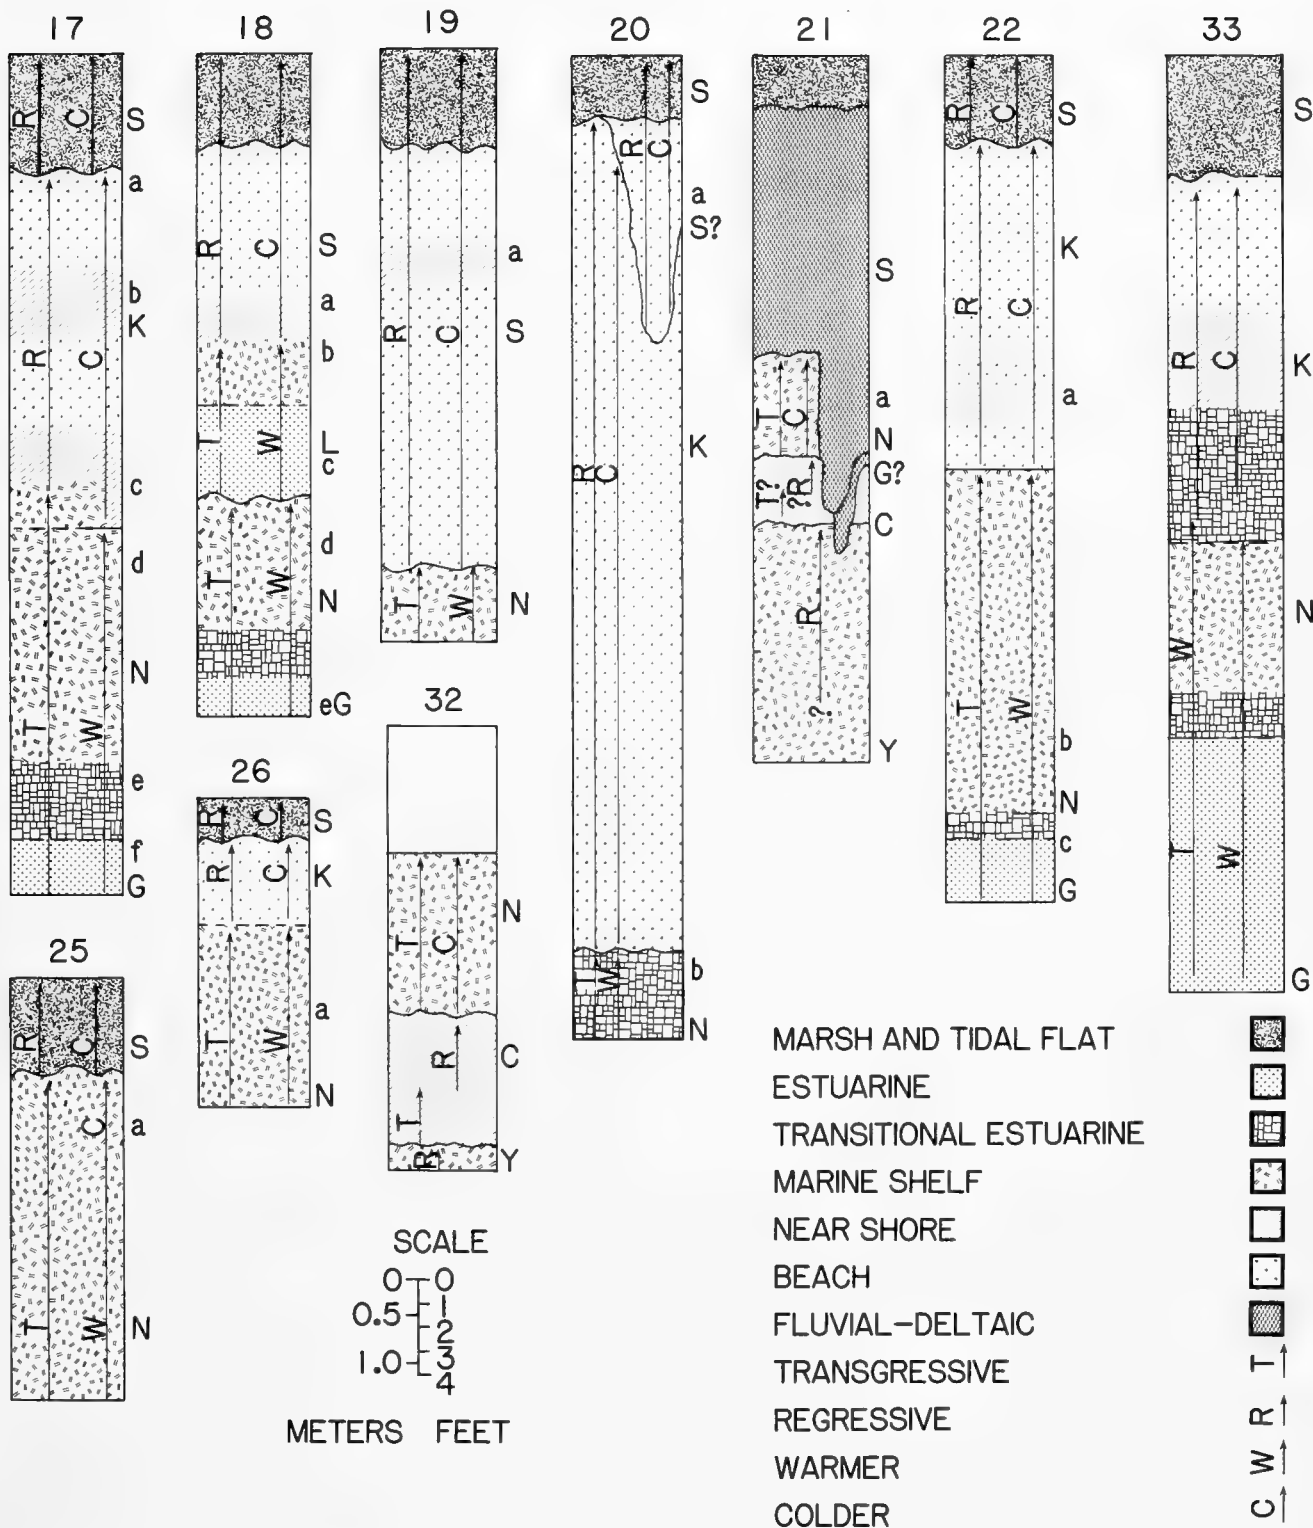 17
R C S
a
b
K
R C
c
d
N
T W
e
f
G
18
R C S
a
b
T W L
c
d
T W N
eG
19
a
R C S
T W N
20
S
R C
a
S?
K
R C
b
T W
N
21
S
a
T C
N
G?
T? ?R
C
R
?
Y
22
R C S
K
R C
a
T W
b
N
c
G
33
S
R C K
N
W
T W
G
25
R C S
C a
T W N
26
R C S
R C K
a
T W
N
32
N
T C
R C
T
R Y
SCALE
0 0
0.5 1
2
1.0 3
4
METERS FEET
MARSH AND TIDAL FLAT
ESTUARINE
TRANSITIONAL ESTUARINE
MARINE SHELF
NEAR SHORE
BEACH
FLUVIAL-DELTAIC
TRANSGRESSIVE T
REGRESSIVE R
WARMER W
COLDER C